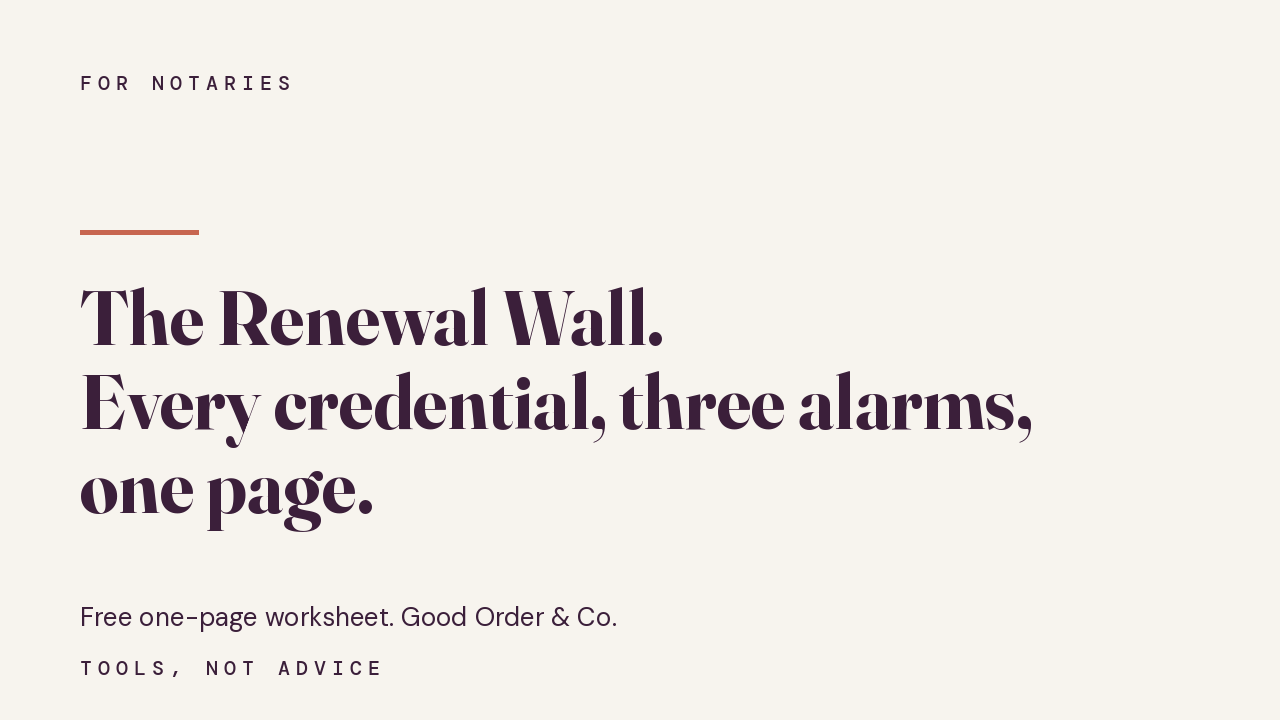 FOR NOTARIES
The Renewal Wall.
Every credential, three alarms,
one page.
Free one-page worksheet. Good Order & Co.
TOOLS, NOT ADVICE